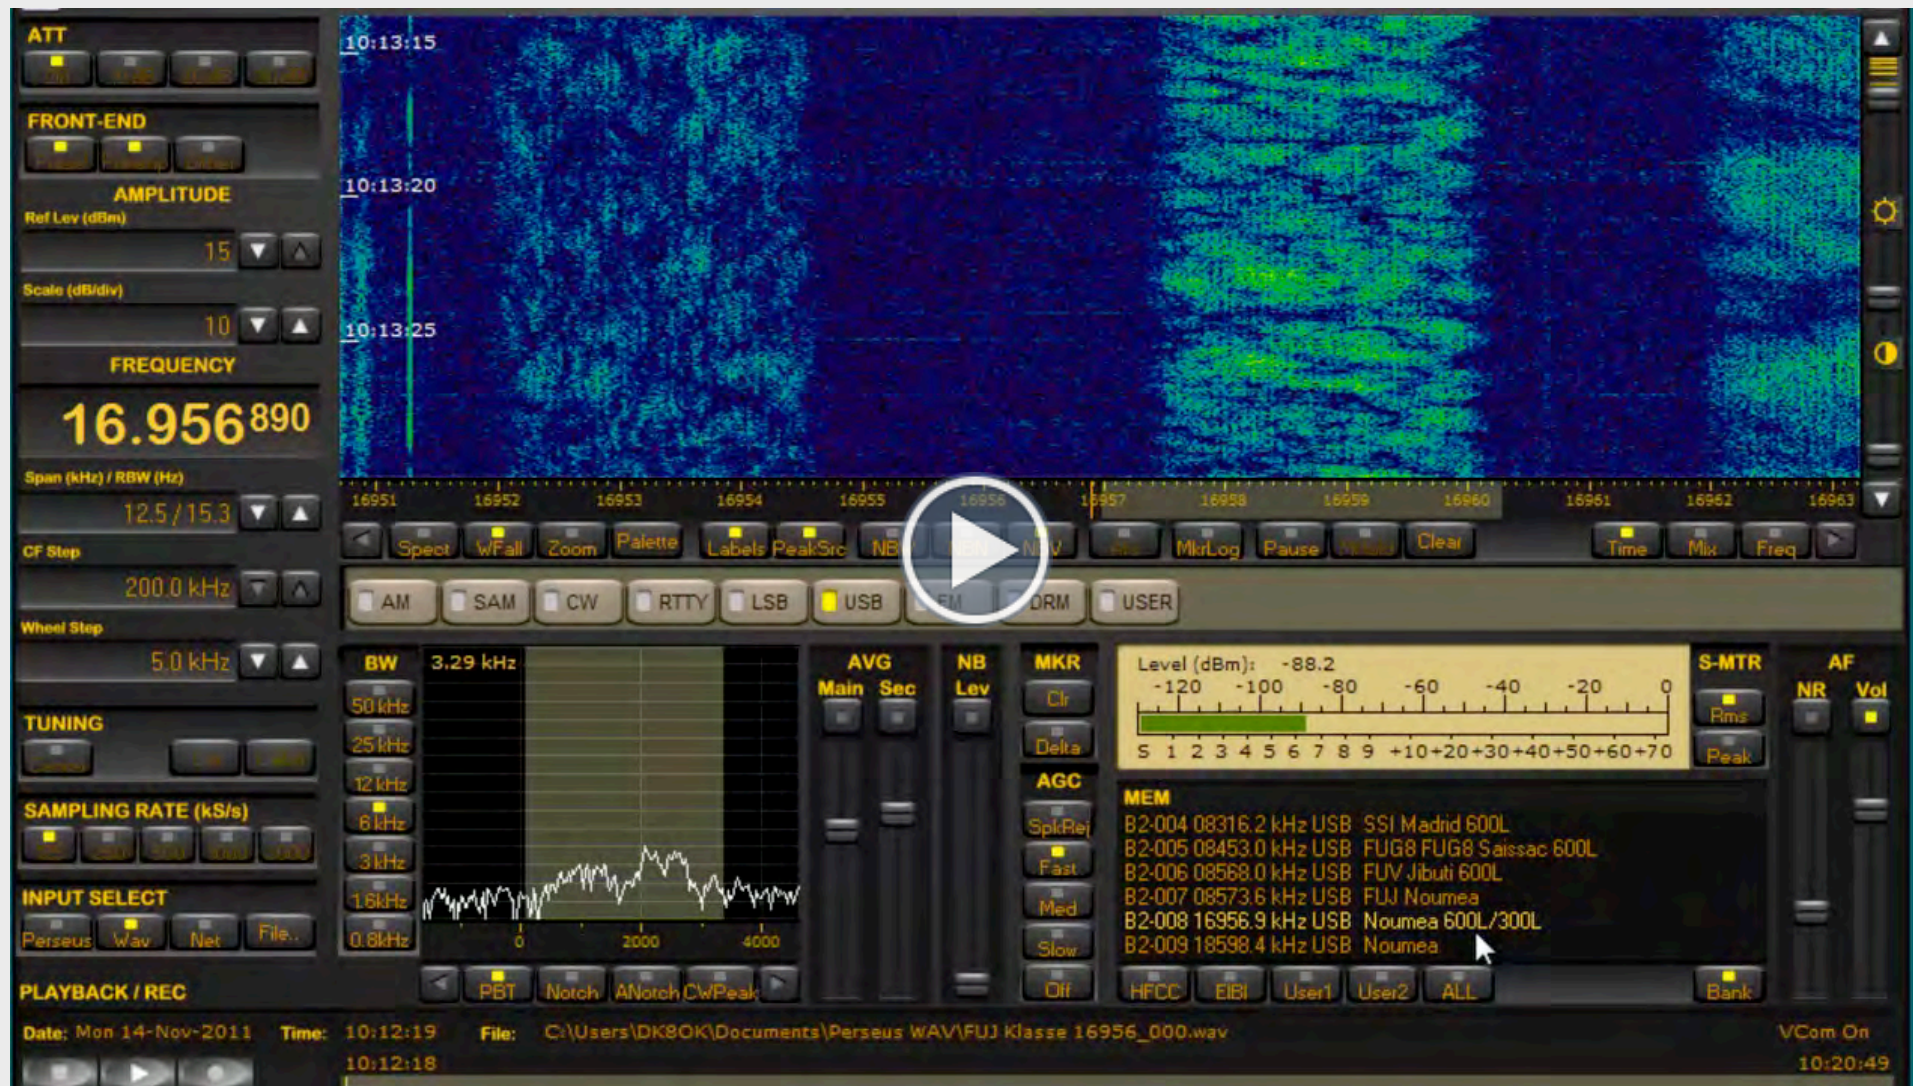 ATT
FRONT-END
AMPLITUDE
Ref Lev (dBm)
15
Scale (dB/div)
10
FREQUENCY
16.956890
Span (kHz) / RBW (Hz)
12.5 / 15.3
CF Step
200.0 kHz
Wheel Step
5.0 kHz
TUNING
SAMPLING RATE (kS/s)
INPUT SELECT
Perseus Wav Net File..
PLAYBACK / REC
10:13:15
10:13:20
10:13:25
16951 16952 16953 16954 16955 16956 16957 16958 16959 16960 16961 16962 16963
Spect WFall Zoom Palette Labels PeakSrc MkrLog Pause Clear Time Mix Freq
AM SAM CW RTTY LSB USB FM DRM USER
BW
50 kHz
25 kHz
12 kHz
6 kHz
3 kHz
1.6kHz
0.8kHz
3.29 kHz
0 2000 4000
PBT Notch ANotch CWPeak
AVG
Main Sec
NB
Lev
MKR
Clr
Delta
AGC
SpkRej
Fast
Med
Slow
Off
Level (dBm): -88.2
-120 -100 -80 -60 -40 -20 0
S 1 2 3 4 5 6 7 8 9 +10+20+30+40+50+60+70
S-MTR
Rms
Peak
AF
NR Vol
MEM
B2-004 08316.2 kHz USB SSI Madrid 600L
B2-005 08453.0 kHz USB FUG8 FUG8 Saissac 600L
B2-006 08568.0 kHz USB FUV Jibuti 600L
B2-007 08573.6 kHz USB FUJ Noumea
B2-008 16956.9 kHz USB Noumea 600L/300L
B2-009 18598.4 kHz USB Noumea
HFCC EIBI User1 User2 ALL Bank
Date: Mon 14-Nov-2011 Time: 10:12:19 File: C:\Users\DK8OK\Documents\Perseus WAV\FUJ Klasse 16956_000.wav VCom On
10:12:18 10:20:49